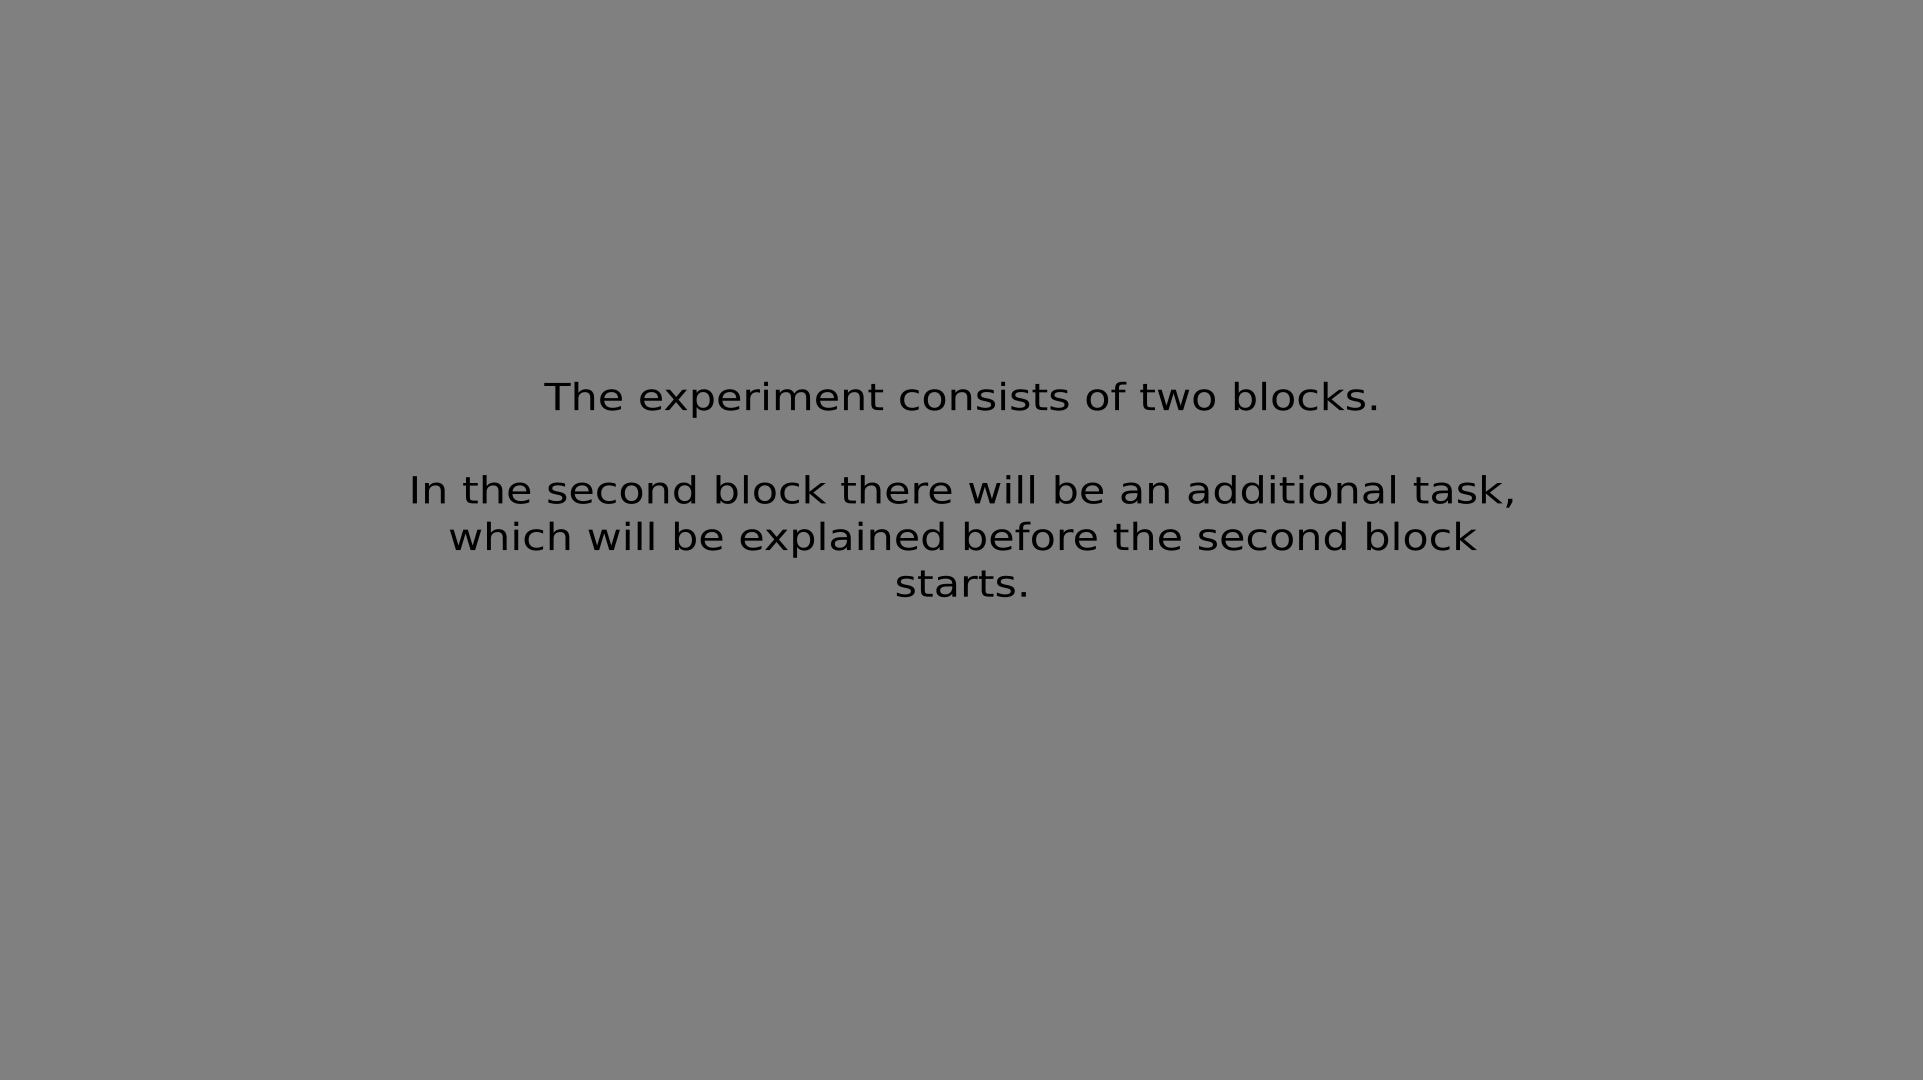 The experiment consists of two blocks.
In the second block there will be an additional task,
which will be explained before the second block
starts.